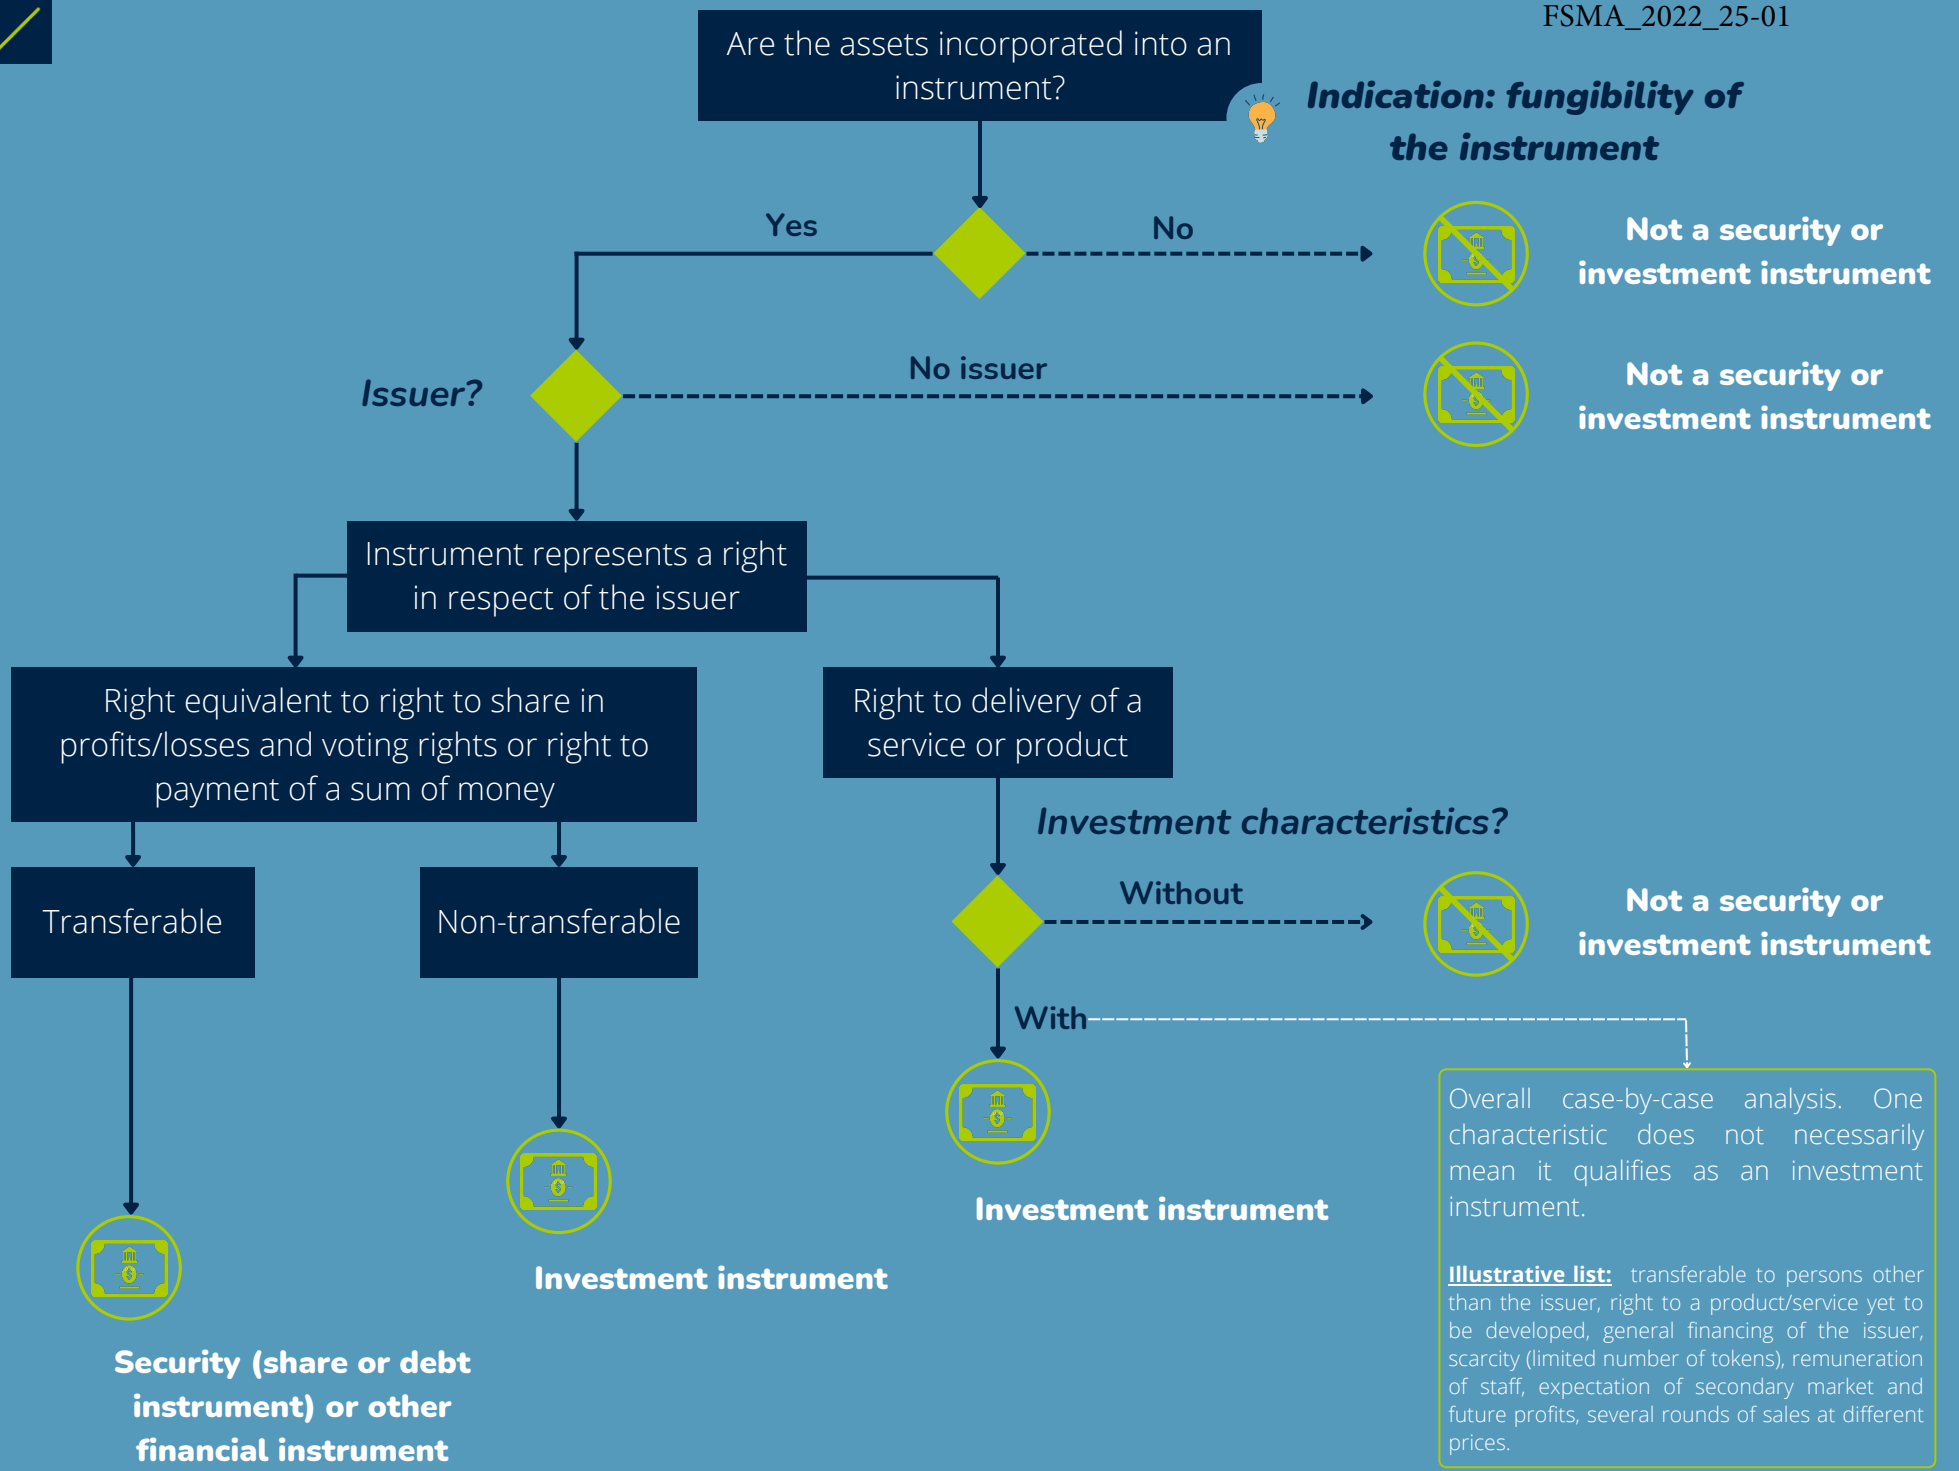 FSMA_2022_25-01
Are the assets incorporated into an
instrument?
Indication: fungibility of
the instrument
Yes
No
Not a security or
investment instrument
Issuer?
No issuer
Not a security or
investment instrument
Instrument represents a right
in respect of the issuer
Right equivalent to right to share in
profits/losses and voting rights or right to
payment of a sum of money
Right to delivery of a
service or product
Investment characteristics?
Transferable
Non-transferable
Without
Not a security or
investment instrument
With
Investment instrument
Investment instrument
Security (share or debt
instrument) or other
financial instrument
Overall case-by-case analysis. One
characteristic does not necessarily
mean it qualifies as an investment
instrument.
Illustrative list: transferable to persons other
than the issuer, right to a product/service yet to
be developed, general financing of the issuer,
scarcity (limited number of tokens), remuneration
of staff, expectation of secondary market and
future profits, several rounds of sales at different
prices.